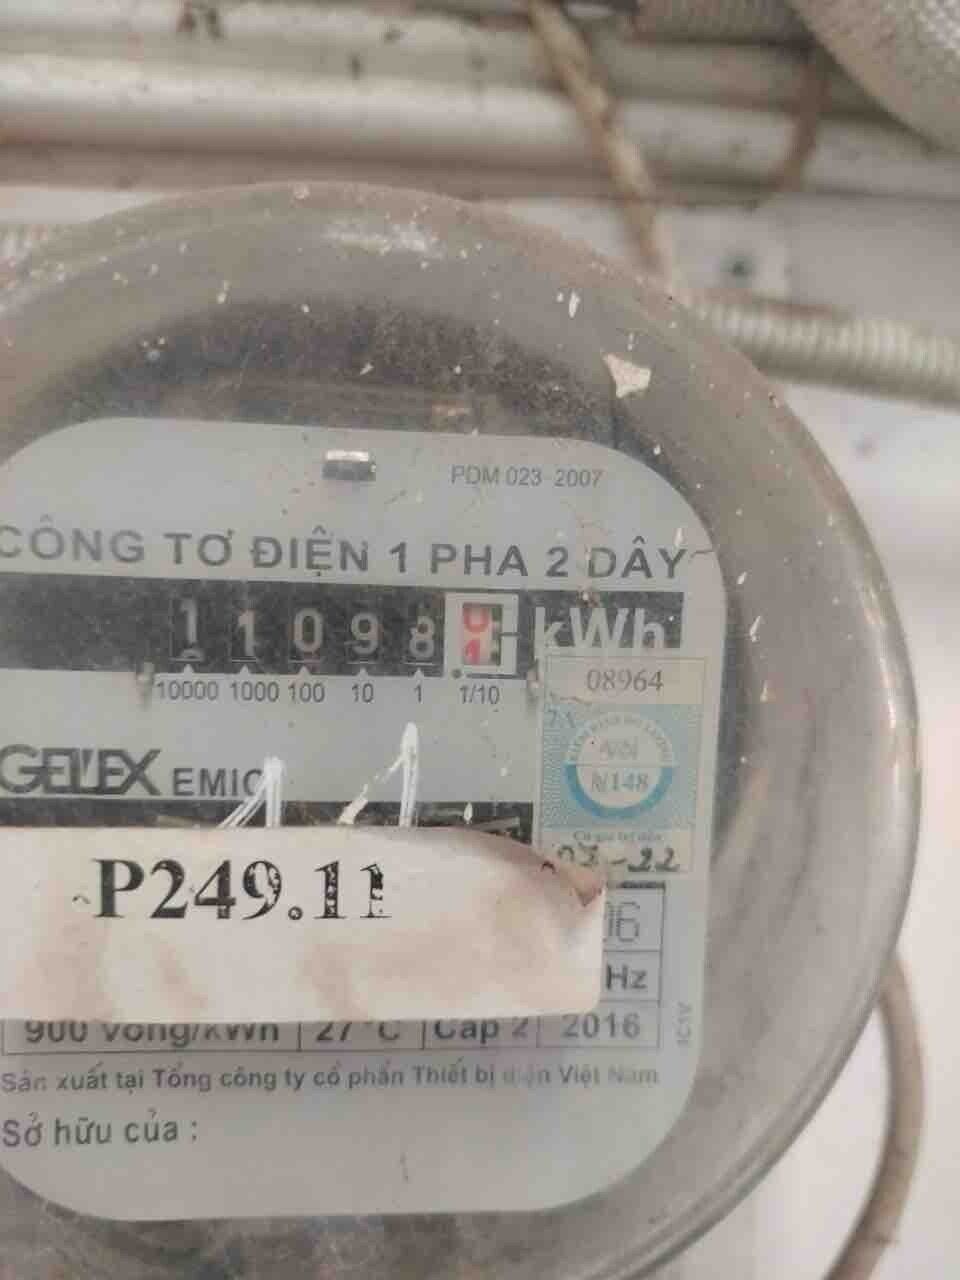 PDM 023-2007
CÔNG TƠ ĐIỆN 1 PHA 2 DÂY
1 1 0 9 8 kWh
10000 1000 100 10 1 1/10
08964
GELEX EMIC
N148
P249.11
Hz
900 vòng/kWh 27 °C Cấp 2 2016
Sản xuất tại Tổng công ty cổ phần Thiết bị điện Việt Nam
Sở hữu của :